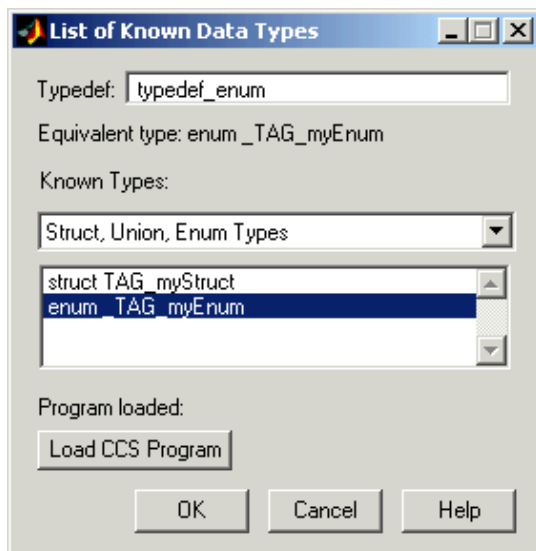 List of Known Data Types
Typedef: typedef_enum
Equivalent type: enum _TAG_myEnum
Known Types:
Struct, Union, Enum Types
struct TAG_myStruct
enum _TAG_myEnum
Program loaded:
Load CCS Program
OK Cancel Help